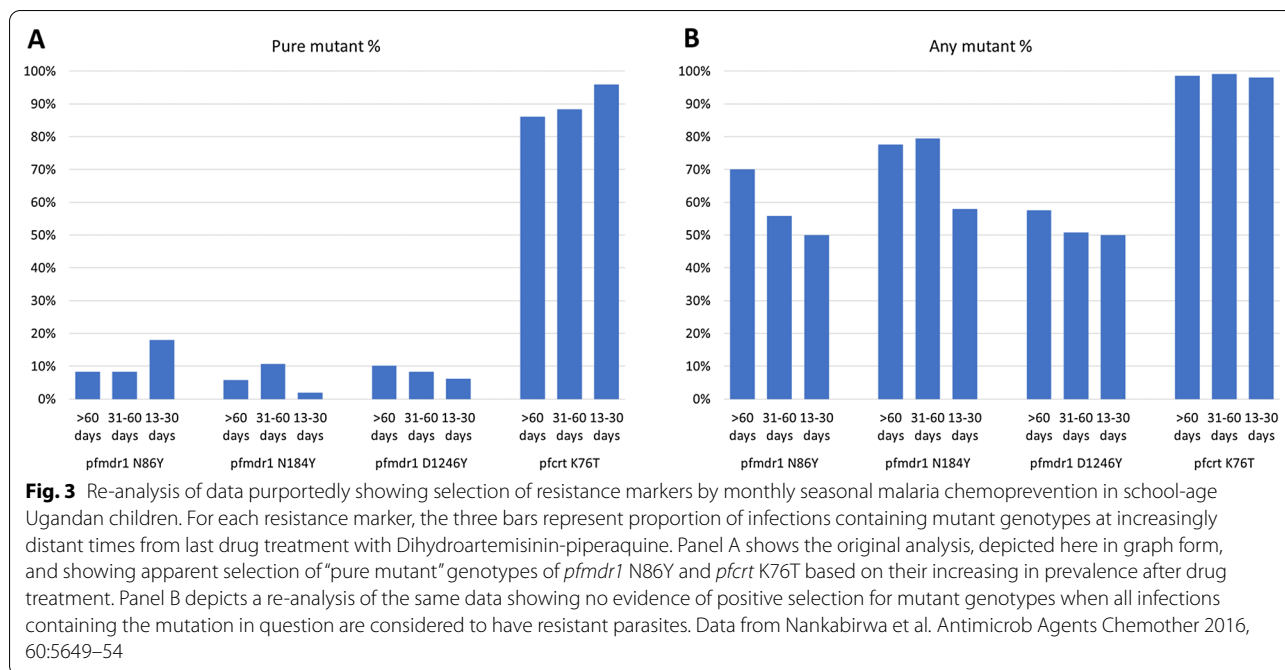 A
Pure mutant %
100%
90%
80%
70%
60%
50%
40%
30%
20%
10%
0%
>60 31-60 13-30 >60 31-60 13-30 >60 31-60 13-30 >60 31-60 13-30
days days days days days days days days days days days days
pfmdr1 N86Y pfmdr1 N184Y pfmdr1 D1246Y pfcrt K76T
B
Any mutant %
100%
90%
80%
70%
60%
50%
40%
30%
20%
10%
0%
>60 31-60 13-30 >60 31-60 13-30 >60 31-60 13-30 >60 31-60 13-30
days days days days days days days days days days days days
pfmdr1 N86Y pfmdr1 N184Y pfmdr1 D1246Y pfcrt K76T
Fig. 3 Re-analysis of data purportedly showing selection of resistance markers by monthly seasonal malaria chemoprevention in school-age
Ugandan children. For each resistance marker, the three bars represent proportion of infections containing mutant genotypes at increasingly
distant times from last drug treatment with Dihydroartemisinin-piperaquine. Panel A shows the original analysis, depicted here in graph form,
and showing apparent selection of “pure mutant” genotypes of pfmdr1 N86Y and pfcrt K76T based on their increasing in prevalence after drug
treatment. Panel B depicts a re-analysis of the same data showing no evidence of positive selection for mutant genotypes when all infections
containing the mutation in question are considered to have resistant parasites. Data from Nankabirwa et al. Antimicrob Agents Chemother 2016,
60:5649–54